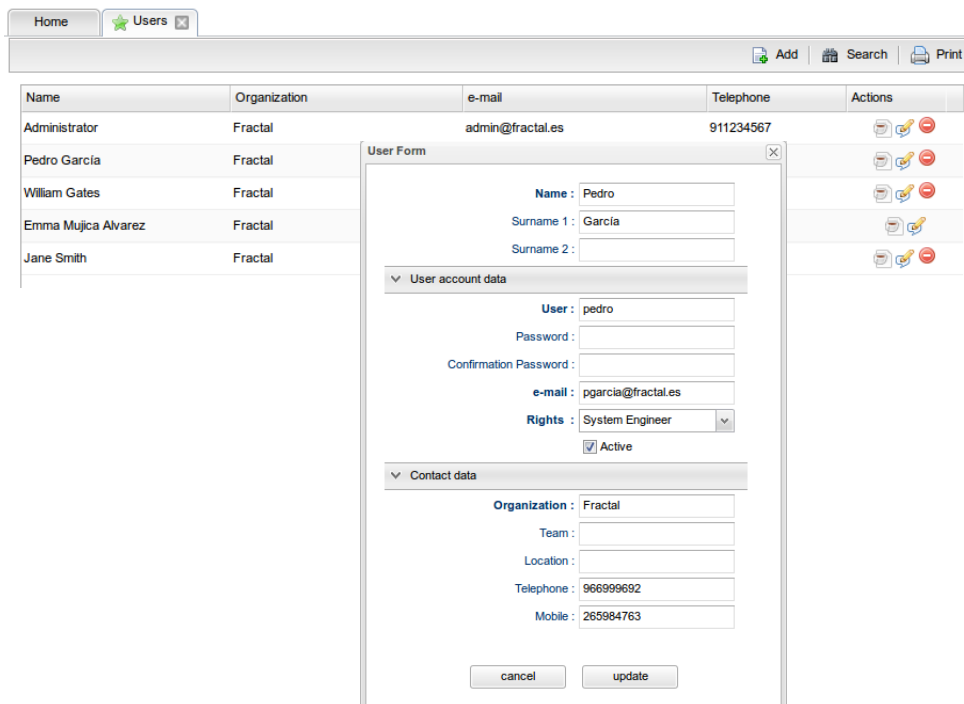 Home Users
Add Search Print
Name Organization e-mail Telephone Actions
Administrator Fractal admin@fractal.es 911234567
Pedro García Fractal
William Gates Fractal
Emma Mujica Alvarez Fractal
Jane Smith Fractal
User Form
Name : Pedro
Surname 1 : García
Surname 2 :
User account data
User : pedro
Password :
Confirmation Password :
e-mail : pgarcia@fractal.es
Rights : System Engineer
Active
Contact data
Organization : Fractal
Team :
Location :
Telephone : 966999692
Mobile : 265984763
cancel update